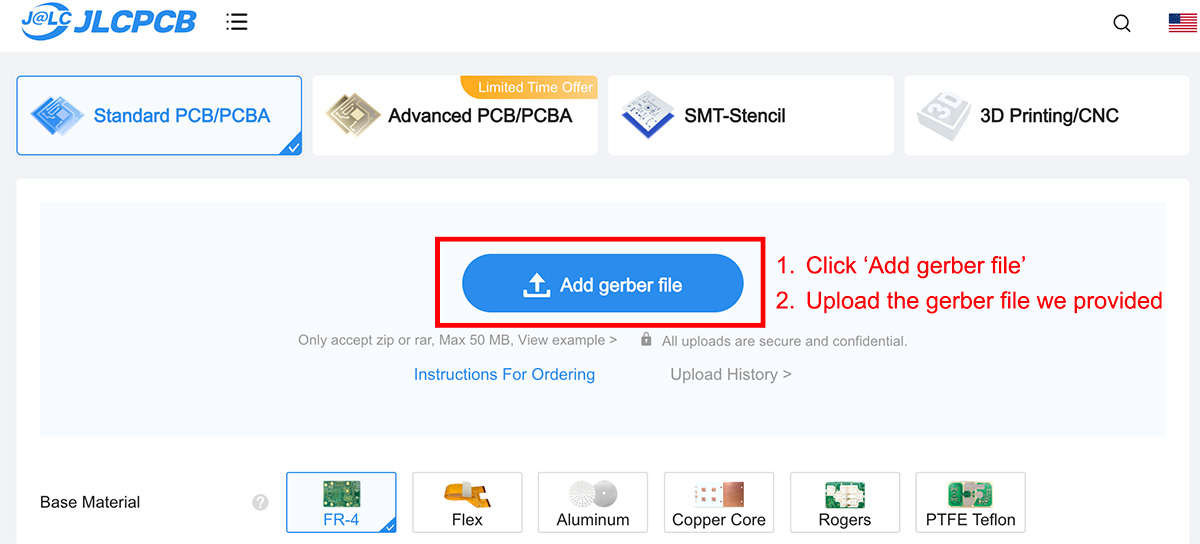 J@LC JLCPCB
Limited Time Offer
Standard PCB/PCBA
Advanced PCB/PCBA
SMT-Stencil
3D Printing/CNC
Add gerber file
1. Click ‘Add gerber file’
2. Upload the gerber file we provided
Only accept zip or rar, Max 50 MB, View example >
All uploads are secure and confidential.
Instructions For Ordering
Upload History >
Base Material
?
FR-4
Flex
Aluminum
Copper Core
Rogers
PTFE Teflon